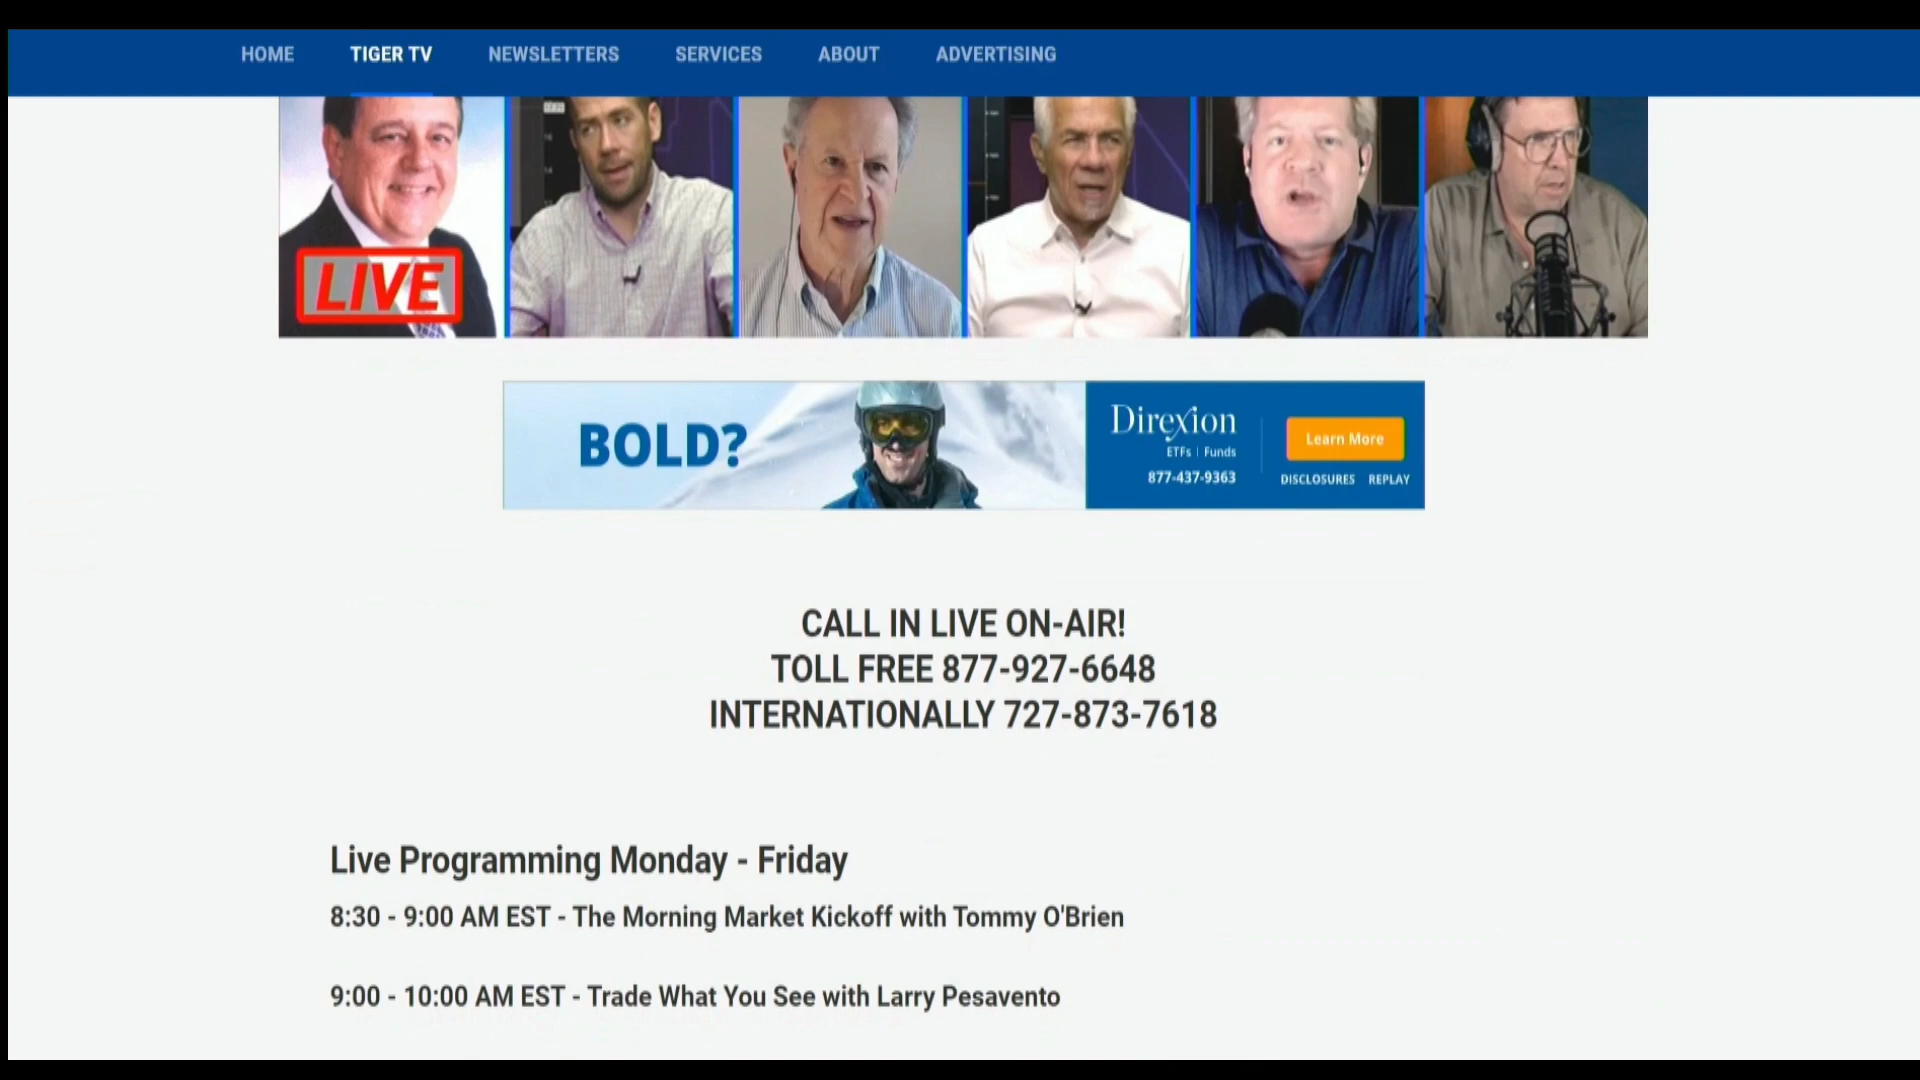 HOME TIGER TV NEWSLETTERS SERVICES ABOUT ADVERTISING
LIVE
BOLD?
Direxion
ETFs | Funds
877-437-9363
Learn More
DISCLOSURES REPLAY
CALL IN LIVE ON-AIR!
TOLL FREE 877-927-6648
INTERNATIONALLY 727-873-7618
Live Programming Monday - Friday
8:30 - 9:00 AM EST - The Morning Market Kickoff with Tommy O'Brien
9:00 - 10:00 AM EST - Trade What You See with Larry Pesavento